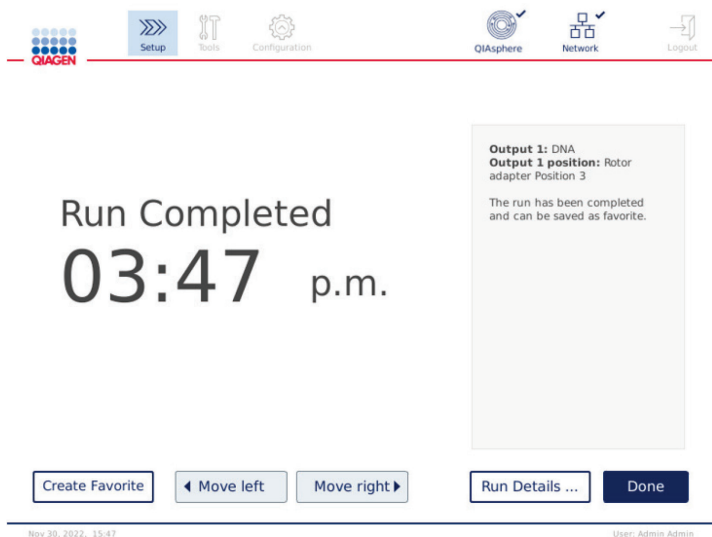 QIAGEN
Setup
Tools
Configuration
QIAsphere
Network
Logout
Run Completed
03:47 p.m.
Output 1: DNA
Output 1 position: Rotor
adapter Position 3
The run has been completed
and can be saved as favorite.
Create Favorite
Move left
Move right
Run Details ...
Done
Nov 30, 2022, 15:47
User: Admin Admin